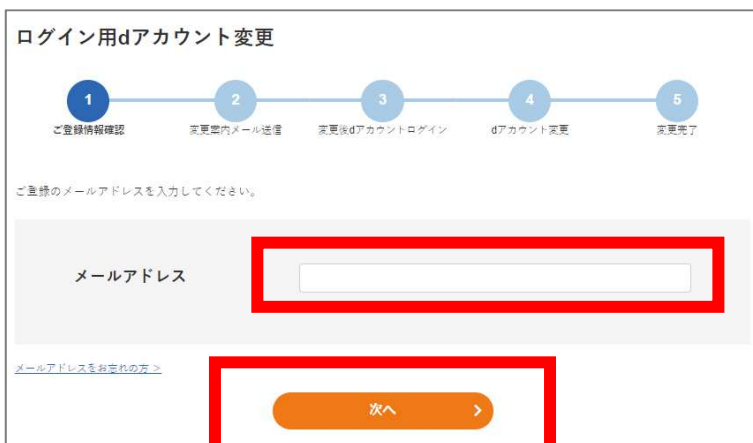 ログイン用dアカウント変更
1 2 3 4 5
ご登録情報確認 変更案内メール送信 変更後dアカウントログイン dアカウント変更 変更完了
ご登録のメールアドレスを入力してください。
メールアドレス
メールアドレスをお忘れの方 >
次へ >